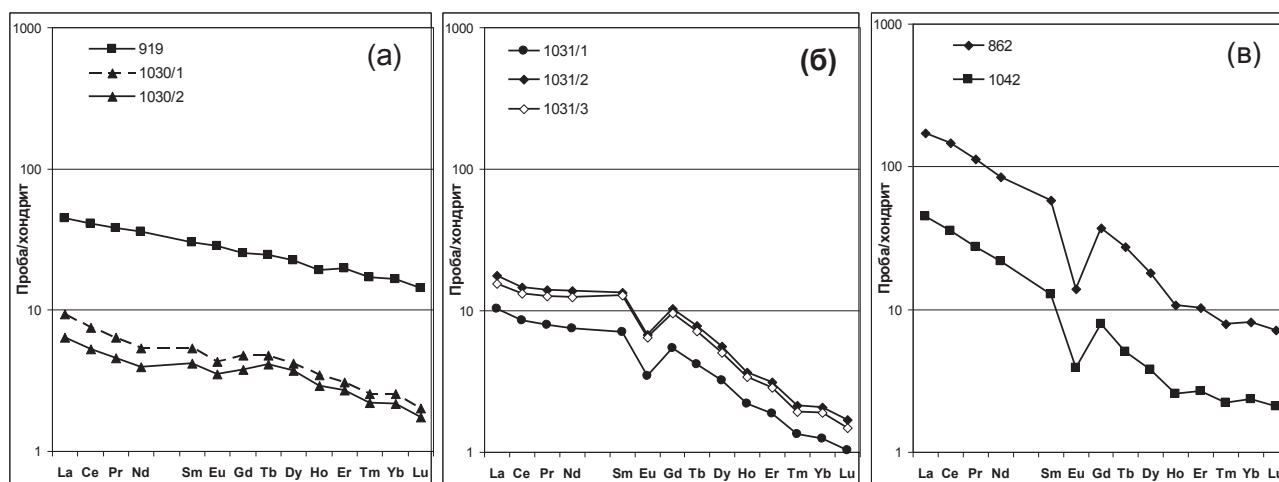 1000
100
10
1
Проба/хондрит
919
1030/1
1030/2
(а)
La Ce Pr Nd Sm Eu Gd Tb Dy Ho Er Tm Yb Lu
1000
100
10
1
Проба/хондрит
1031/1
1031/2
1031/3
(б)
La Ce Pr Nd Sm Eu Gd Tb Dy Ho Er Tm Yb Lu
1000
100
10
1
Проба/хондрит
862
1042
(в)
La Ce Pr Nd Sm Eu Gd Tb Dy Ho Er Tm Yb Lu